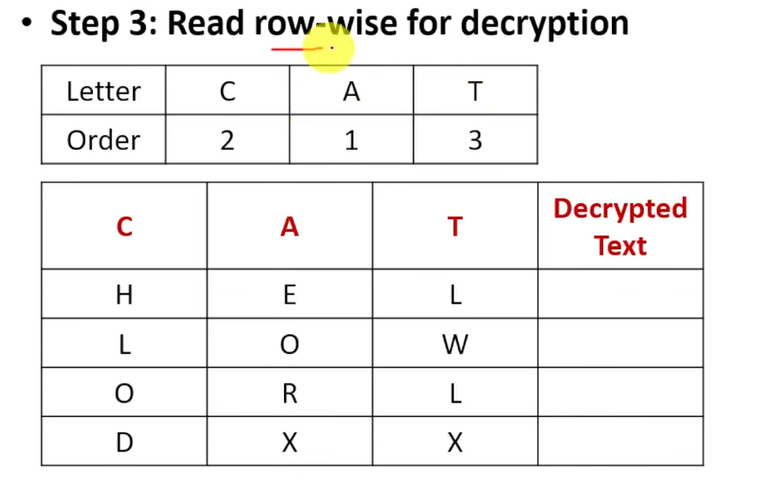 • Step 3: Read row-wise for decryption
Letter C A T
Order 2 1 3
C A T Decrypted
Text
H E L
L O W
O R L
D X X